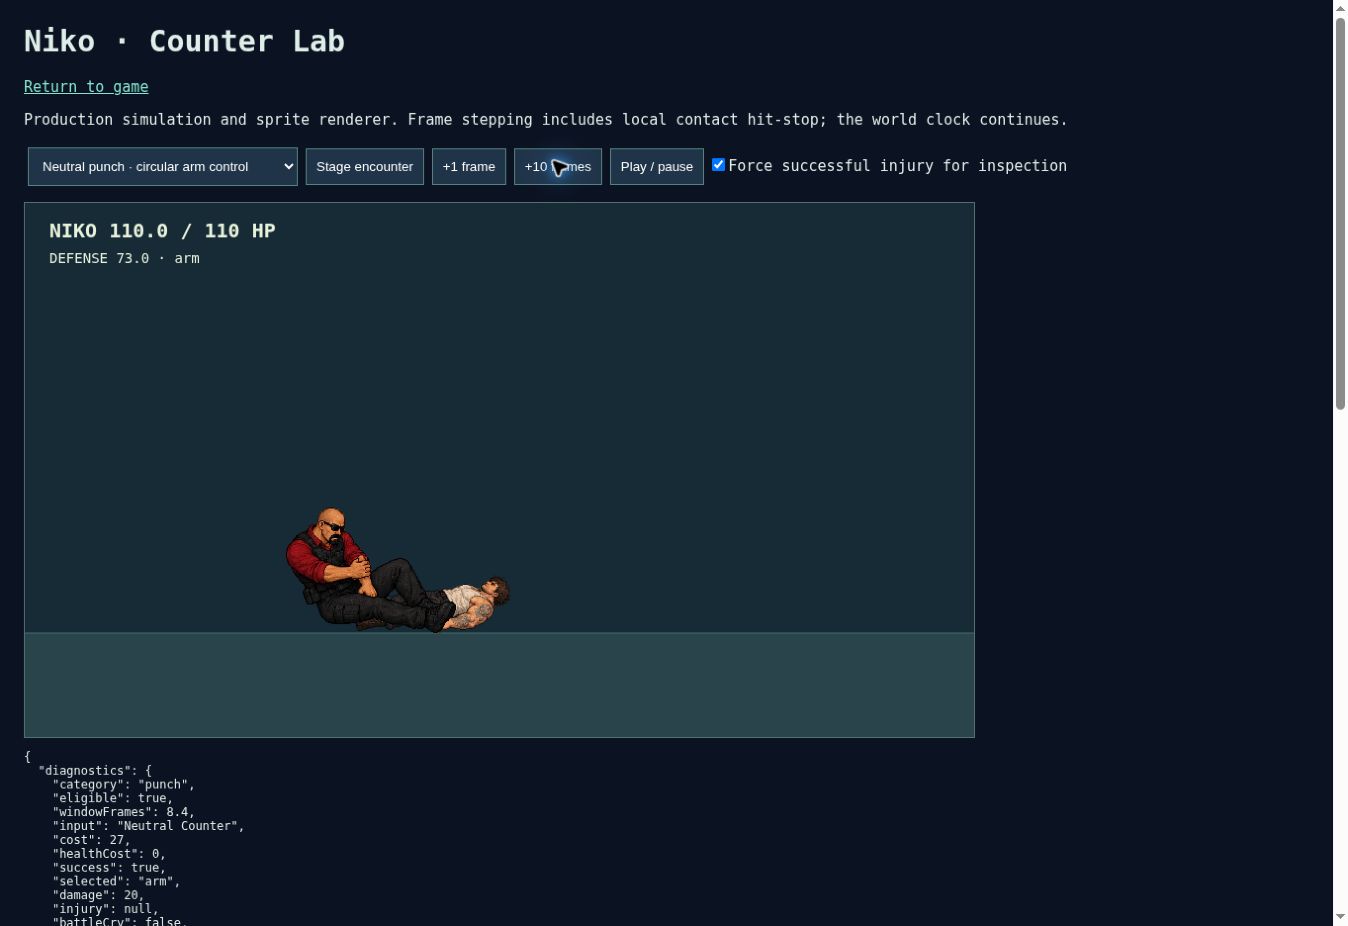 Niko · Counter Lab
Return to game
Production simulation and sprite renderer. Frame stepping includes local contact hit-stop; the world clock continues.
Neutral punch · circular arm control Stage encounter +1 frame +10 Play / pause Force successful injury for inspection
NIKO 110.0 / 110 HP
DEFENSE 73.0 · arm
{
"diagnostics": {
"category": "punch",
"eligible": true,
"windowFrames": 8.4,
"input": "Neutral Counter",
"cost": 27,
"healthCost": 0,
"success": true,
"selected": "arm",
"damage": 20,
"injury": null,
"battleCry": false,